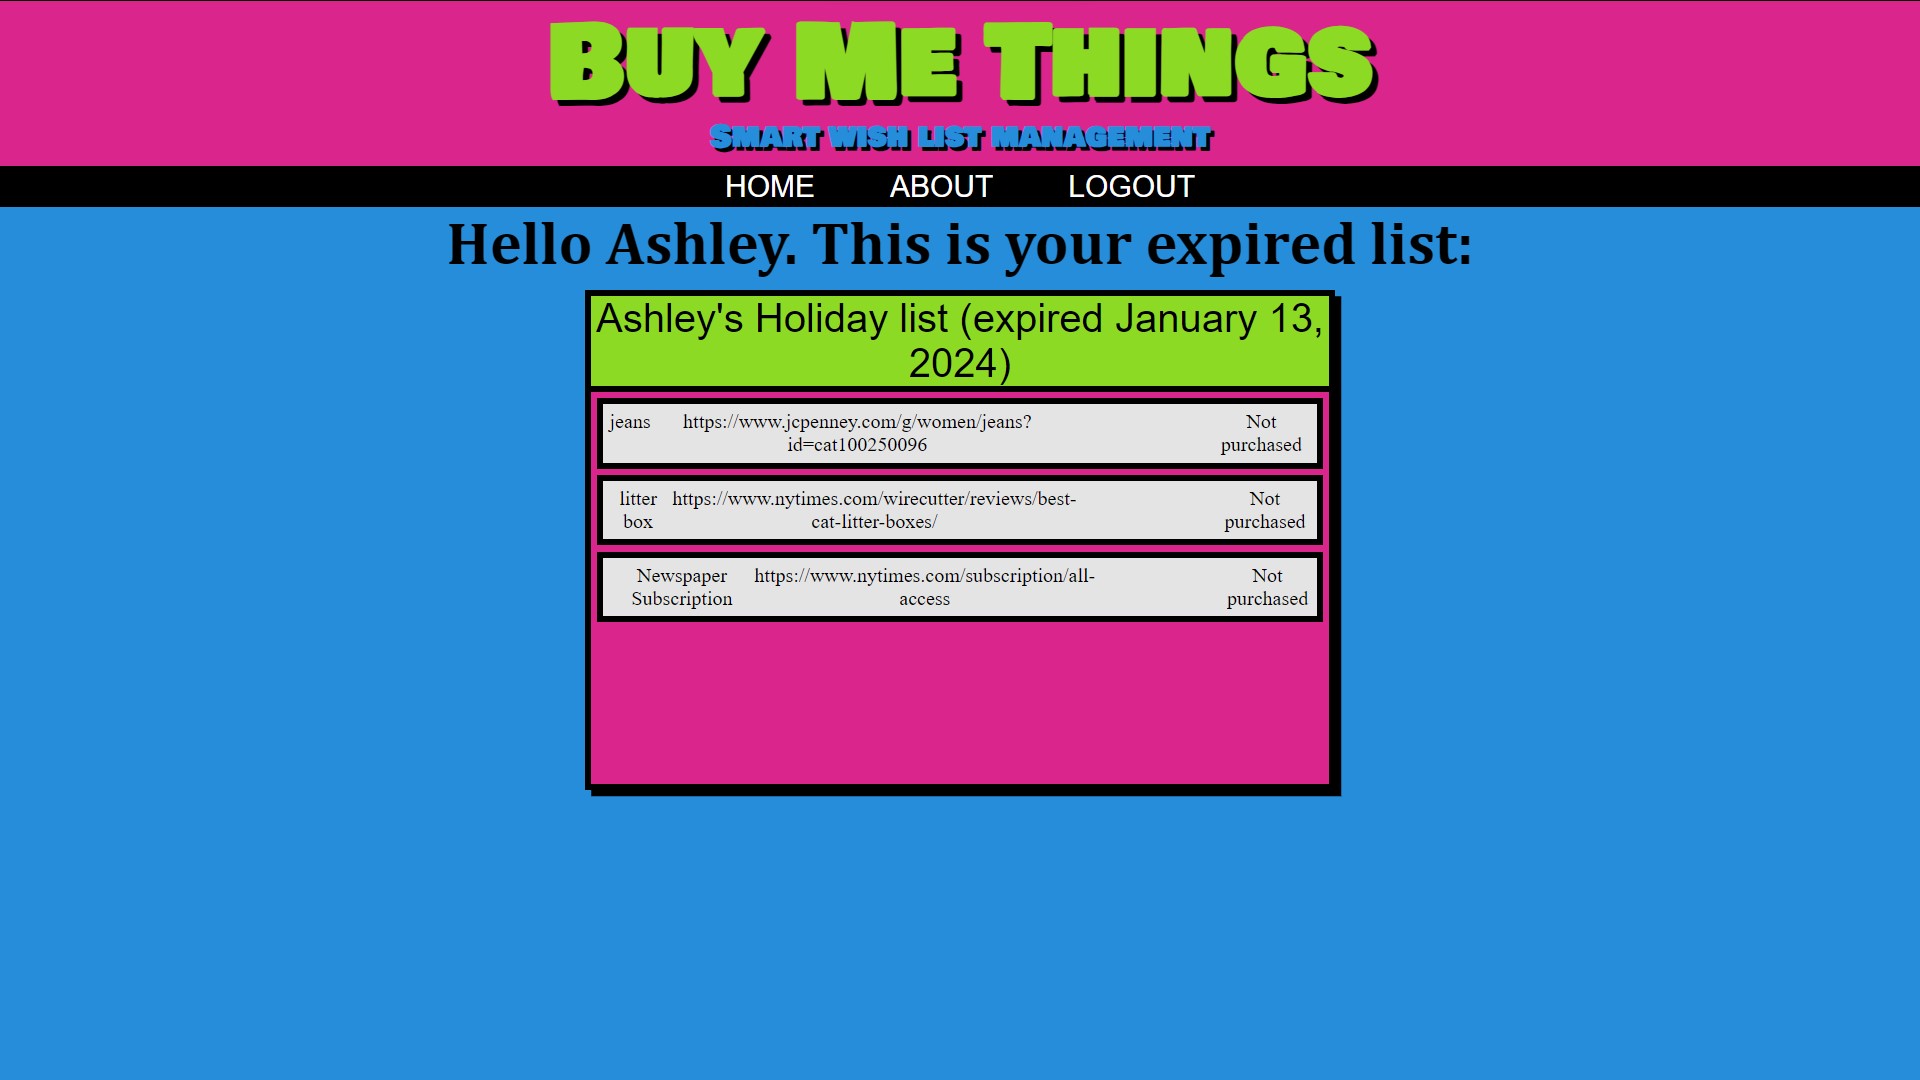 Buy Me Things
Smart wish list management
HOME ABOUT LOGOUT
Hello Ashley. This is your expired list:
Ashley's Holiday list (expired January 13,
2024)
jeans https://www.jcpenney.com/g/women/jeans? Not
id=cat100250096 purchased
litter https://www.nytimes.com/wirecutter/reviews/best- Not
box cat-litter-boxes/ purchased
Newspaper https://www.nytimes.com/subscription/all- Not
Subscription access purchased